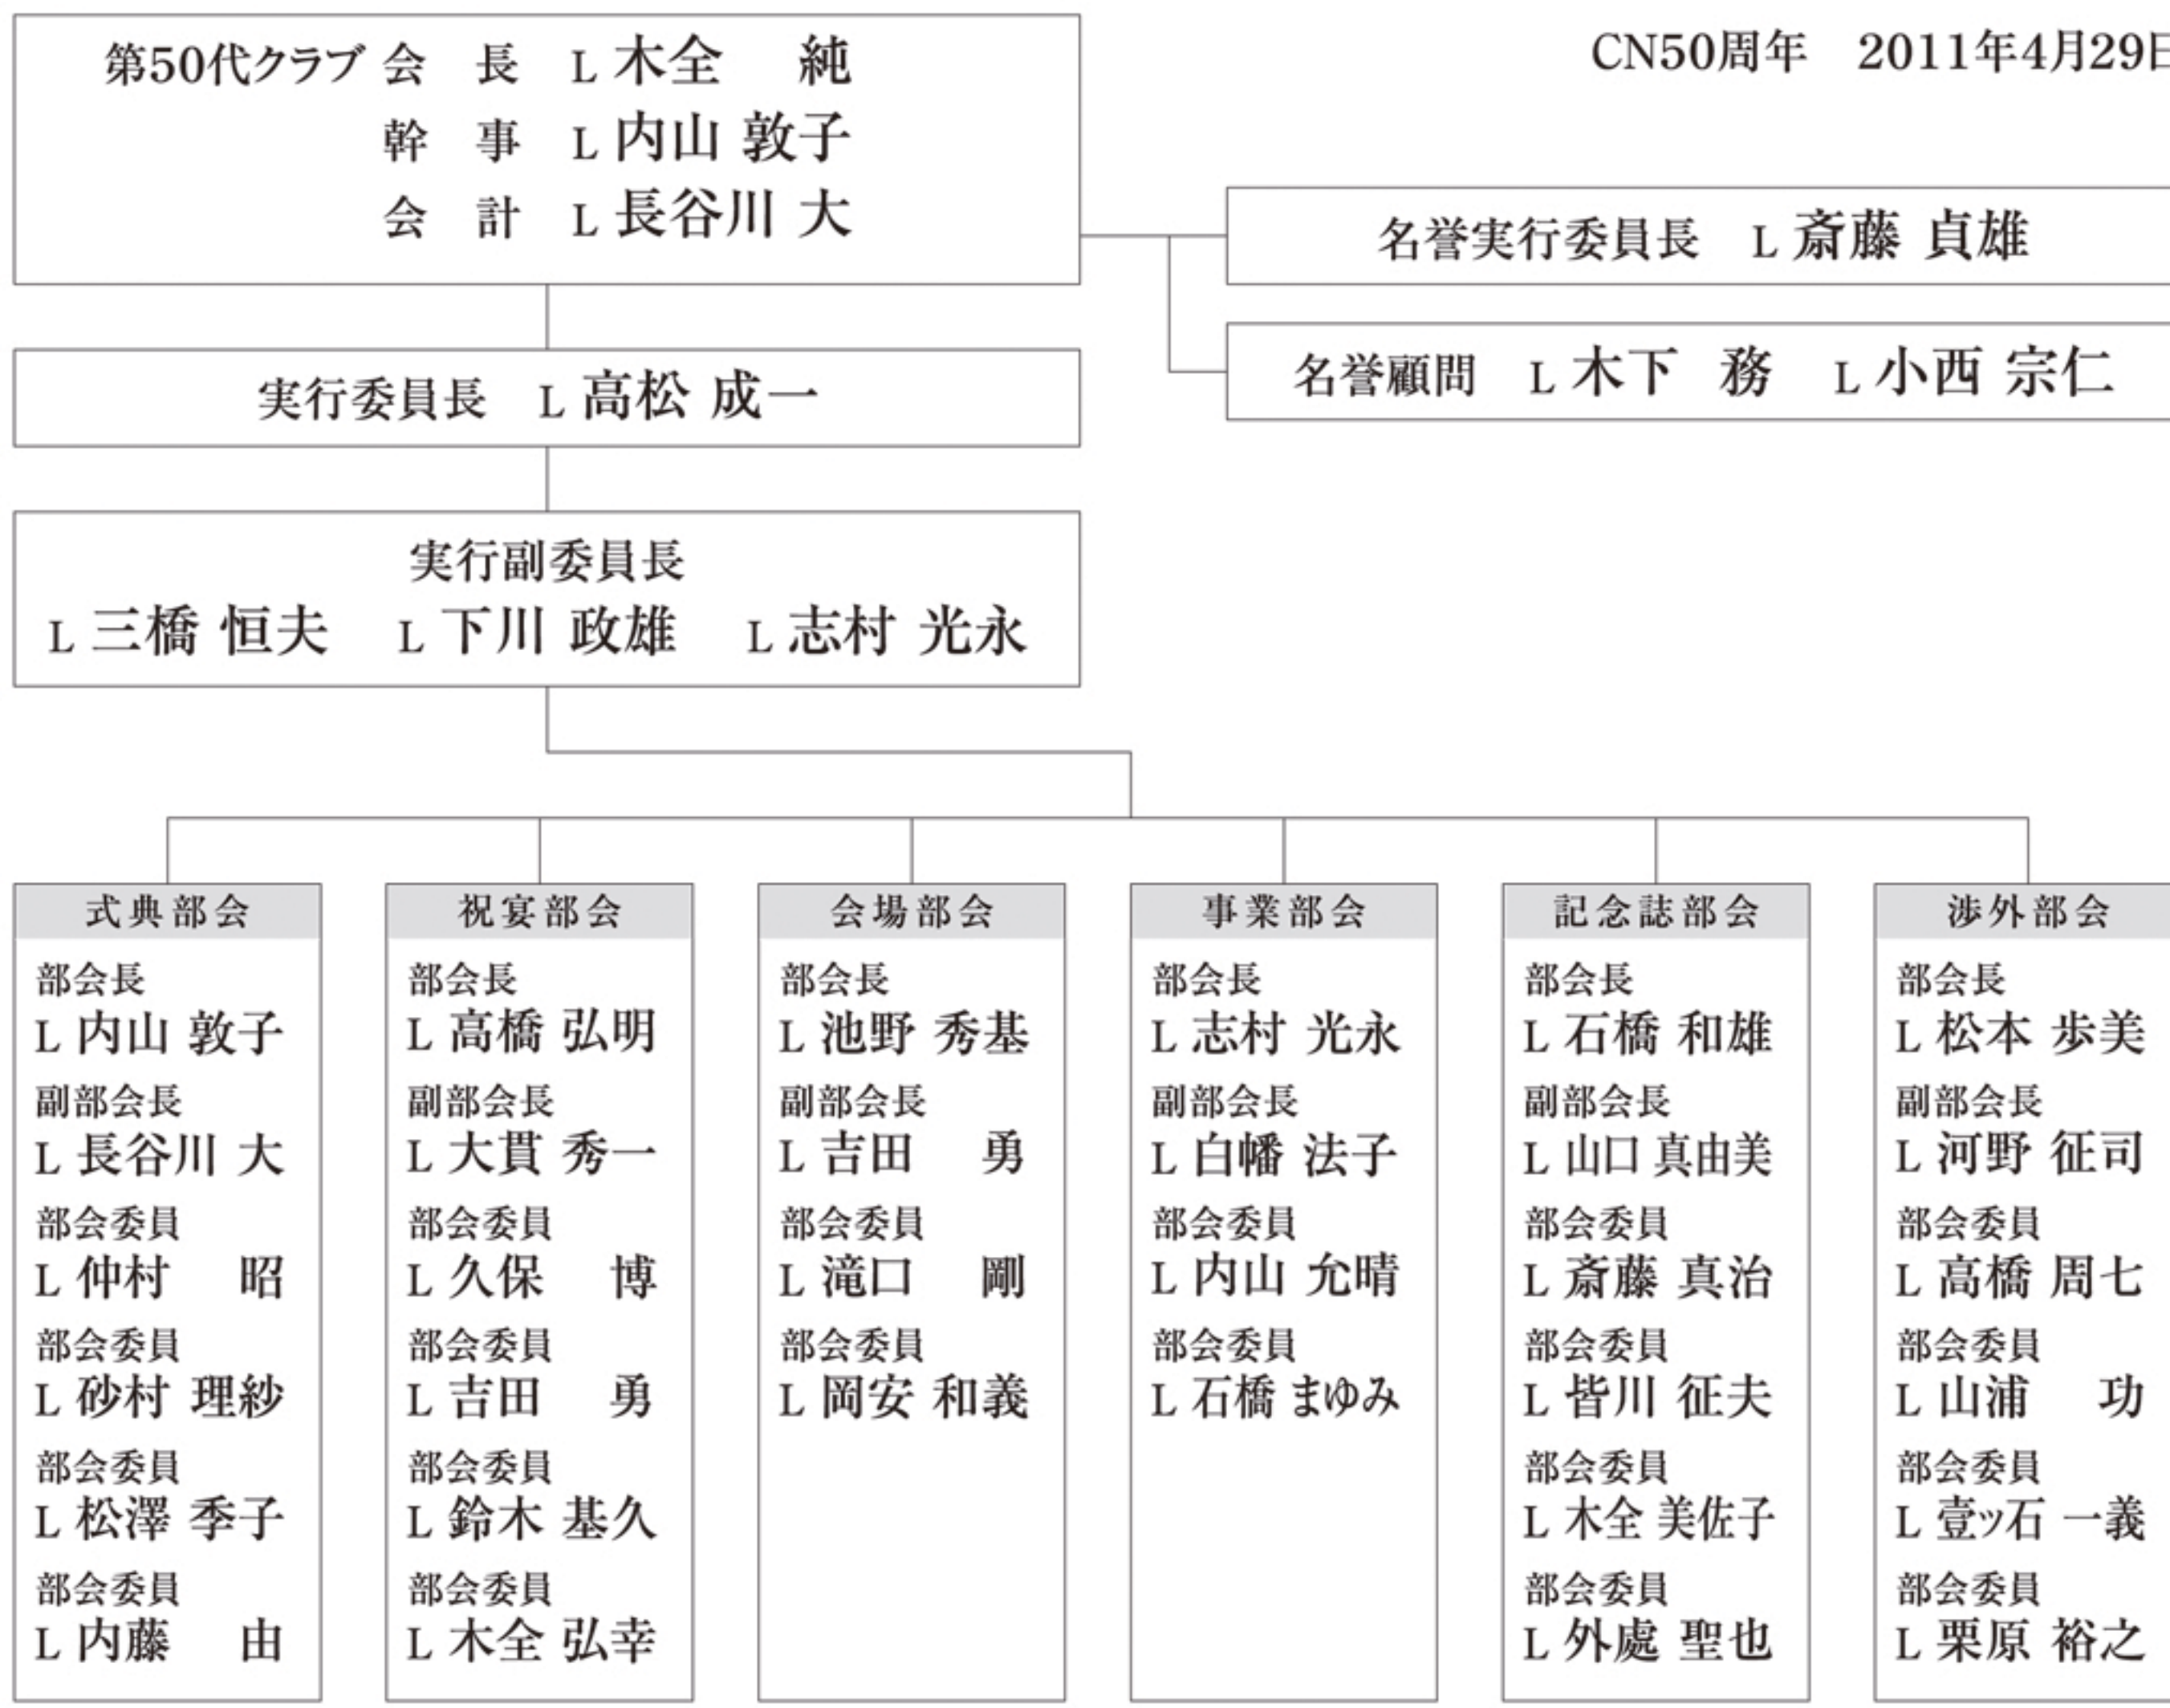 第50代クラブ 会　長　L 木全　純
幹　事　L 内山 敦子
会　計　L 長谷川 大
CN50周年　2011年4月29日
名誉実行委員長　L 斎藤 貞雄
名誉顧問　L 木下 務　L 小西 宗仁
実行委員長　L 高松 成一
実行副委員長
L 三橋 恒夫　L 下川 政雄　L 志村 光永
式典部会
部会長
L 内山 敦子
副部会長
L 長谷川 大
部会委員
L 仲村　昭
部会委員
L 砂村 理紗
部会委員
L 松澤 季子
部会委員
L 内藤　由
祝宴部会
部会長
L 高橋 弘明
副部会長
L 大貫 秀一
部会委員
L 久保　博
部会委員
L 吉田　勇
部会委員
L 鈴木 基久
部会委員
L 木全 弘幸
会場部会
部会長
L 池野 秀基
副部会長
L 吉田　勇
部会委員
L 滝口　剛
部会委員
L 岡安 和義
事業部会
部会長
L 志村 光永
副部会長
L 白幡 法子
部会委員
L 内山 允晴
部会委員
L 石橋 まゆみ
記念誌部会
部会長
L 石橋 和雄
副部会長
L 山口 真由美
部会委員
L 斎藤 真治
部会委員
L 皆川 征夫
部会委員
L 木全 美佐子
部会委員
L 外處 聖也
渉外部会
部会長
L 松本 歩美
副部会長
L 河野 征司
部会委員
L 高橋 周七
部会委員
L 山浦　功
部会委員
L 壹ッ石 一義
部会委員
L 栗原 裕之